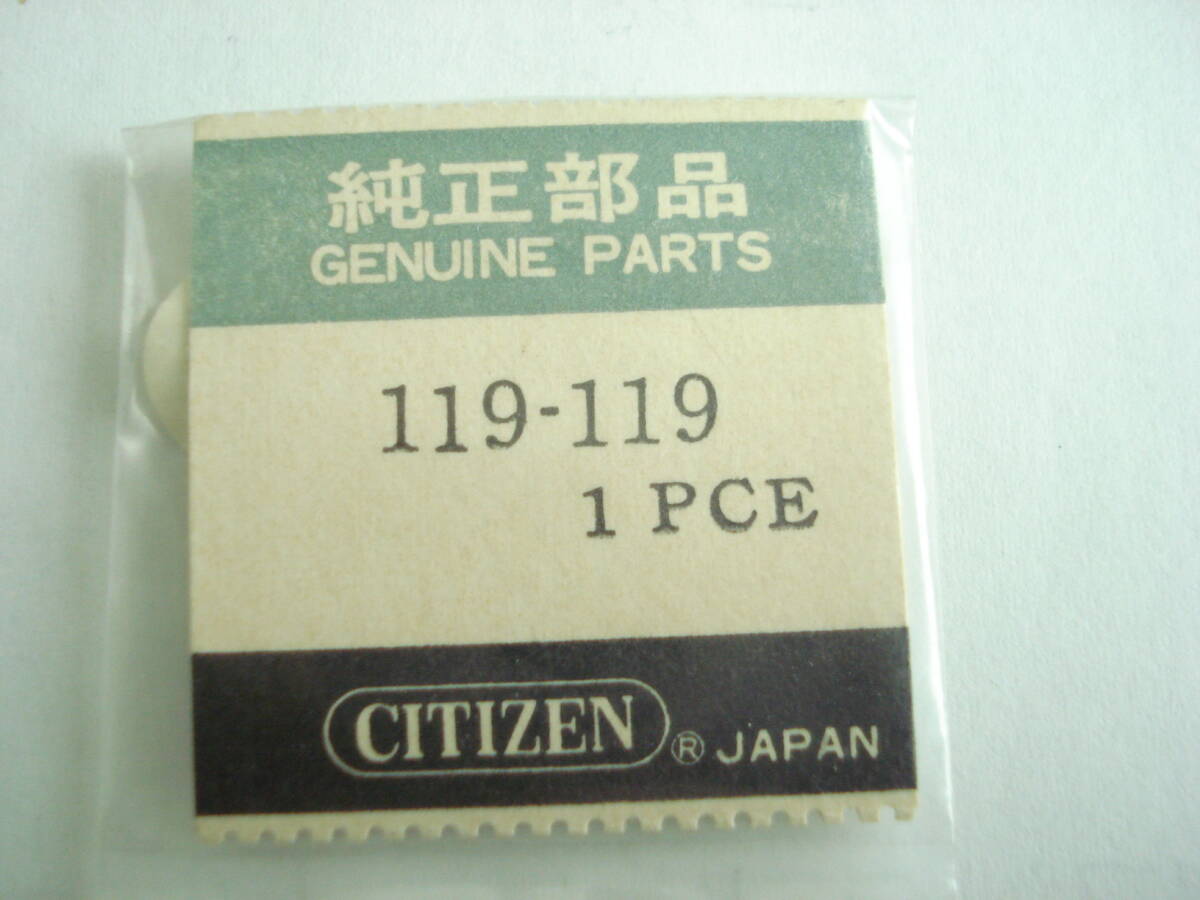 純正部品
GENUINE PARTS
119-119
1 PCE
CITIZEN ® JAPAN